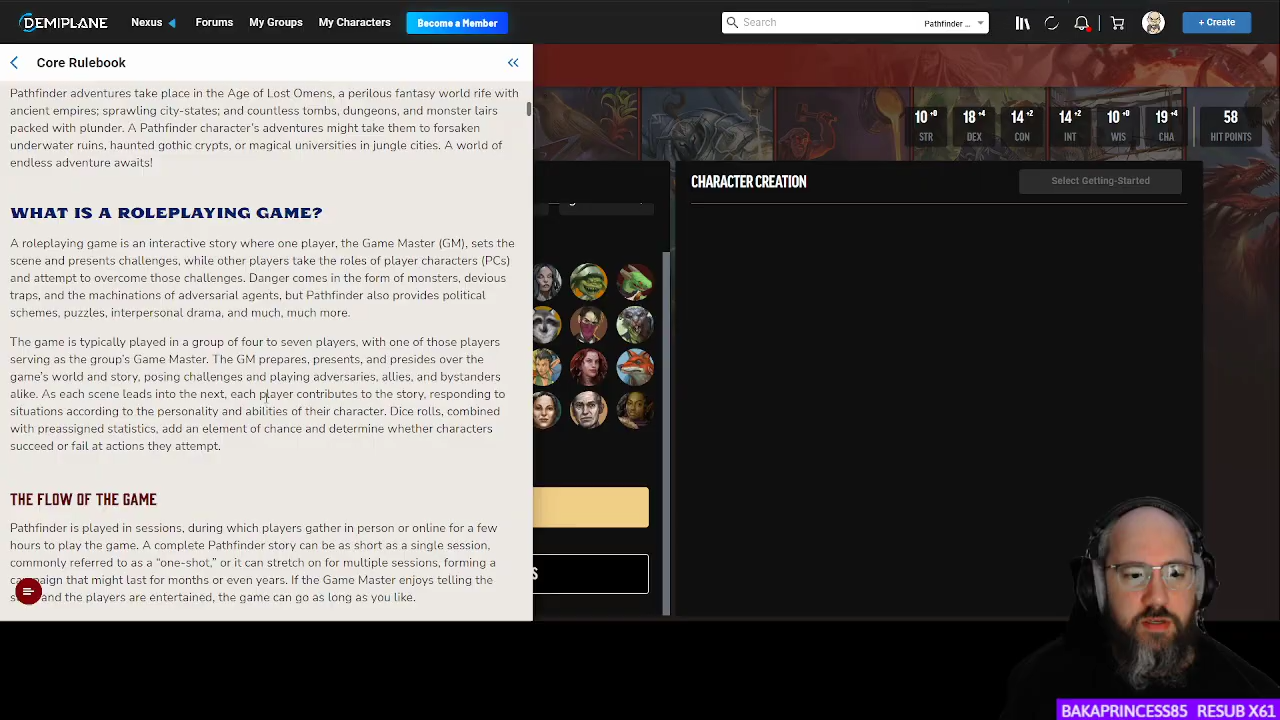 DEMIPLANE
Nexus
Forums
My Groups
My Characters
Become a Member
Search
Pathfinder ...
+ Create
Core Rulebook
Pathfinder adventures take place in the Age of Lost Omens, a perilous fantasy world rife with
ancient empires; sprawling city-states; and countless tombs, dungeons, and monster lairs
packed with plunder. A Pathfinder character's adventures might take them to forsaken
underwater ruins, haunted gothic crypts, or magical universities in jungle cities. A world of
endless adventure awaits!
WHAT IS A ROLEPLAYING GAME?
A roleplaying game is an interactive story where one player, the Game Master (GM), sets the
scene and presents challenges, while other players take the roles of player characters (PCs)
and attempt to overcome those challenges. Danger comes in the form of monsters, devious
traps, and the machinations of adversarial agents, but Pathfinder also provides political
schemes, puzzles, interpersonal drama, and much, much more.
The game is typically played in a group of four to seven players, with one of those players
serving as the group's Game Master. The GM prepares, presents, and presides over the
game's world and story, posing challenges and playing adversaries, allies, and bystanders
alike. As each scene leads into the next, each player contributes to the story, responding to
situations according to the personality and abilities of their character. Dice rolls, combined
with preassigned statistics, add an element of chance and determine whether characters
succeed or fail at actions they attempt.
THE FLOW OF THE GAME
Pathfinder is played in sessions, during which players gather in person or online for a few
hours to play the game. A complete Pathfinder story can be as short as a single session,
commonly referred to as a "one-shot," or it can stretch on for multiple sessions, forming a
campaign that might last for months or even years. If the Game Master enjoys telling the
and the players are entertained, the game can go as long as you like.
10 +0
STR
18 +4
DEX
14 +2
CON
14 +2
INT
10 +0
WIS
19 +4
CHA
58
HIT POINTS
CHARACTER CREATION
Select Getting-Started
S
BAKAPRINCESS85 RESUB X61